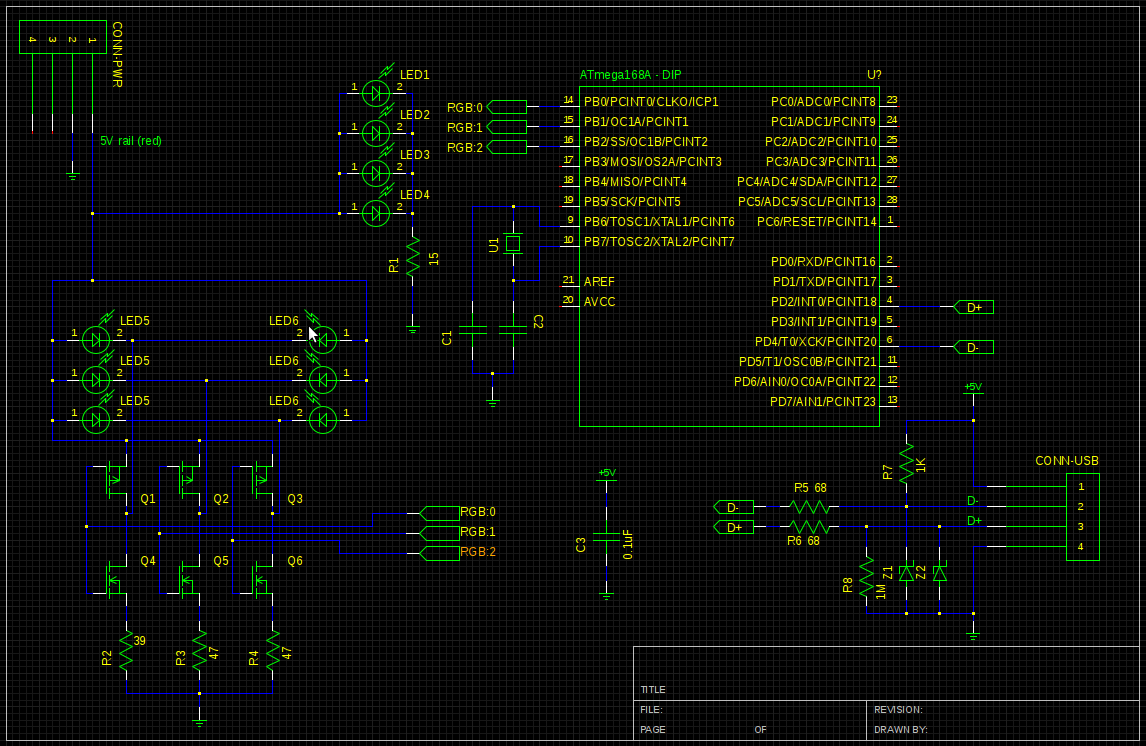 4 3 2 1
CONN-PWR
5V rail (red)
1 LED1 2
1 LED2 2
1 LED3 2
1 LED4 2
R1 15
RGB:0
RGB:1
RGB:2
ATmega168A - DIP U?
14 PB0/PCINT0/CLKO/ICP1 PC0/ADC0/PCINT8 23
15 PB1/OC1A/PCINT1 PC1/ADC1/PCINT9 24
16 PB2/SS/OC1B/PCINT2 PC2/ADC2/PCINT10 25
17 PB3/MOSI/OS2A/PCINT3 PC3/ADC3/PCINT11 26
18 PB4/MISO/PCINT4 PC4/ADC4/SDA/PCINT12 27
19 PB5/SCK/PCINT5 PC5/ADC5/SCL/PCINT13 28
9 PB6/TOSC1/XTAL1/PCINT6 PC6/RESET/PCINT14 1
10 PB7/TOSC2/XTAL2/PCINT7
PD0/RXD/PCINT16 2
21 AREF PD1/TXD/PCINT17 3
20 AVCC PD2/INT0/PCINT18 4
PD3/INT1/PCINT19 5
PD4/T0/XCK/PCINT20 6
PD5/T1/OSC0B/PCINT21 11
PD6/AIN0/OC0A/PCINT22 12
PD7/AIN1/PCINT23 13
D+
D-
U1
C1
C2
1 LED5 2 LED6 2 1
1 LED5 2 LED6 2 1
1 LED5 2 LED6 2 1
Q1 Q2 Q3
Q4 Q5 Q6
R2 39
R3 47
R4 47
RGB:0
RGB:1
RGB:2
+5V
C3 0.1uF
+5V
R7 1K
CONN-USB
1
2
3
4
D-
D+
R5 68
R6 68
D-
D+
R8 1M
Z1
Z2
TITLE
FILE: REVISION:
PAGE OF DRAWN BY: